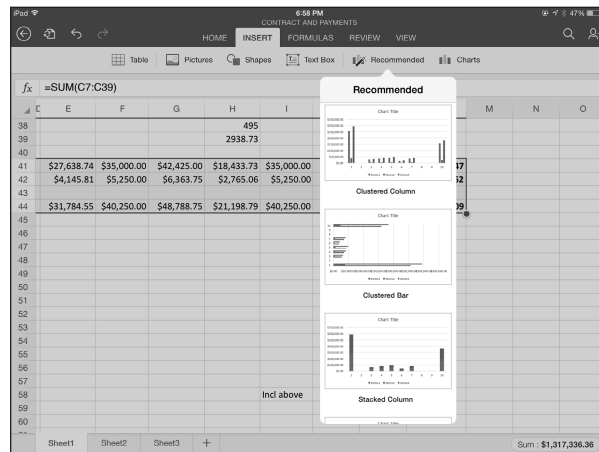 iPad 6:58 PM 47%
CONTRACT AND PAYMENTS
HOME INSERT FORMULAS REVIEW VIEW
Table Pictures Shapes Text Box Recommended Charts
fx =SUM(C7:C39)
Recommended
E F G H I M N O
38 495
39 2938.73
40
41 $27,638.74 $35,000.00 $42,425.00 $18,433.73 $35,000.00 47
42 $4,145.81 $5,250.00 $6,363.75 $2,765.06 $5,250.00 52
43
44 $31,784.55 $40,250.00 $48,788.75 $21,198.79 $40,250.00 09
45
46
47
48
49
50
51
52
53
54
55
56
57
58 Incl above
59
60
Chart Title
Clustered Column
Chart Title
Clustered Bar
Chart Title
Stacked Column
Sheet1 Sheet2 Sheet3 + Sum : $1,317,336.36